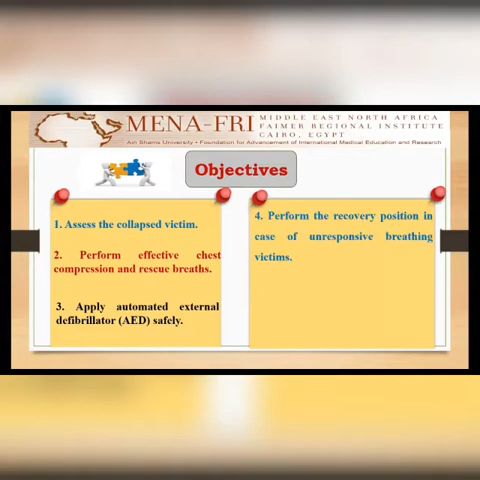 MENA-FRI
MIDDLE EAST NORTH AFRICA
FAIMER REGIONAL INSTITUTE
CAIRO, EGYPT
Ain Shams University • Foundation for Advancement of International Medical Education and Research
Objectives
1. Assess the collapsed victim.
2. Perform effective chest
compression and rescue breaths.
3. Apply automated external
defibrillator (AED) safely.
4. Perform the recovery position in
case of unresponsive breathing
victims.